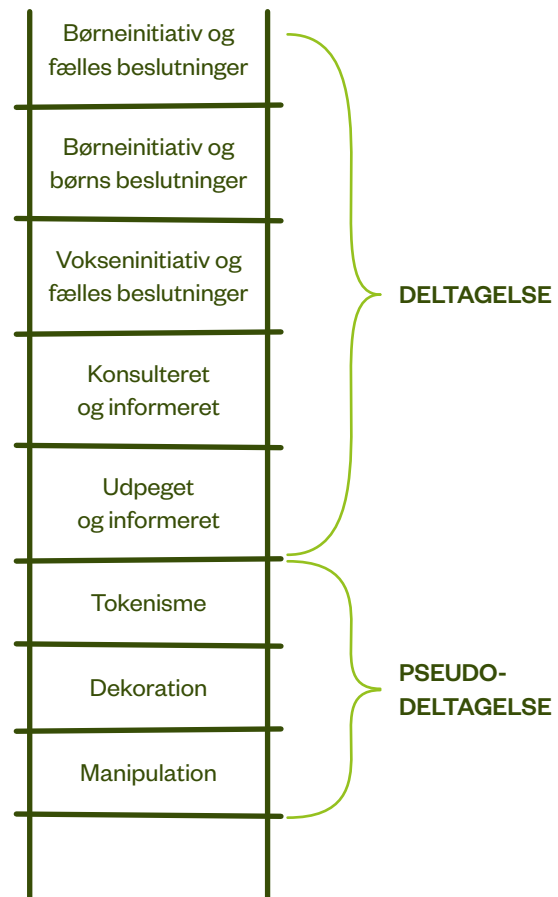 Børneinitiativ og
fælles beslutninger
Børneinitiativ og
børns beslutninger
Vokseninitiativ og
fælles beslutninger
DELTAGELSE
Konsulteret
og informeret
Udpeget
og informeret
Tokenisme
Dekoration
PSEUDO-
DELTAGELSE
Manipulation